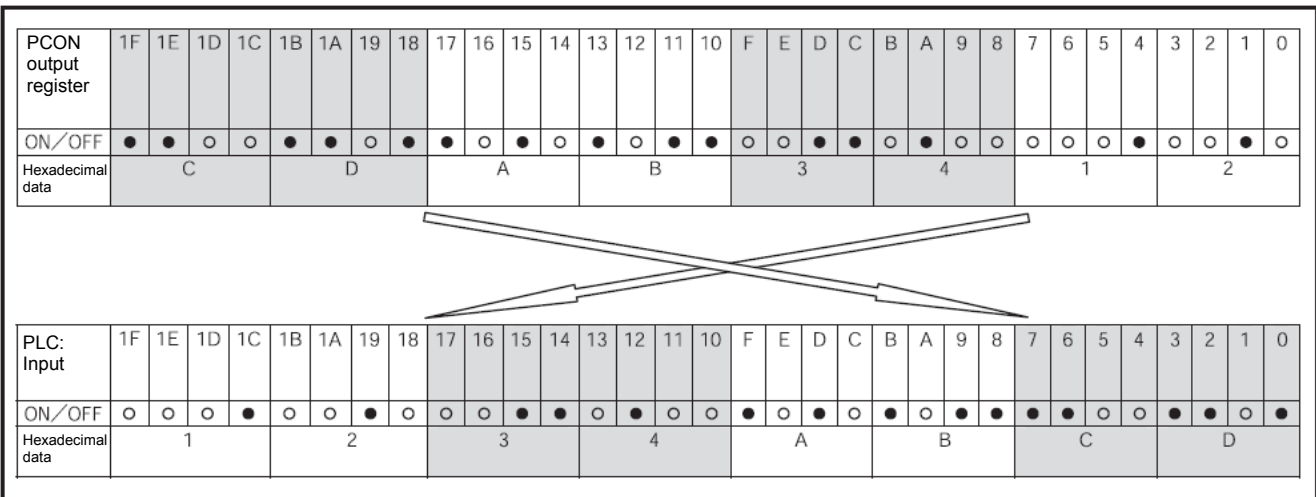 PCON output register 1F 1E 1D 1C 1B 1A 19 18 17 16 15 14 13 12 11 10 F E D C B A 9 8 7 6 5 4 3 2 1 0
ON/OFF ● ● ○ ○ ● ● ○ ● ● ○ ● ○ ● ○ ● ● ○ ○ ● ● ○ ● ○ ○ ○ ○ ○ ● ○ ○ ● ○
Hexadecimal data C D A B 3 4 1 2
PLC: Input 1F 1E 1D 1C 1B 1A 19 18 17 16 15 14 13 12 11 10 F E D C B A 9 8 7 6 5 4 3 2 1 0
ON/OFF ○ ○ ○ ● ○ ○ ● ○ ○ ○ ● ● ○ ● ○ ○ ● ○ ● ○ ● ○ ● ● ● ● ○ ○ ● ● ○ ●
Hexadecimal data 1 2 3 4 A B C D